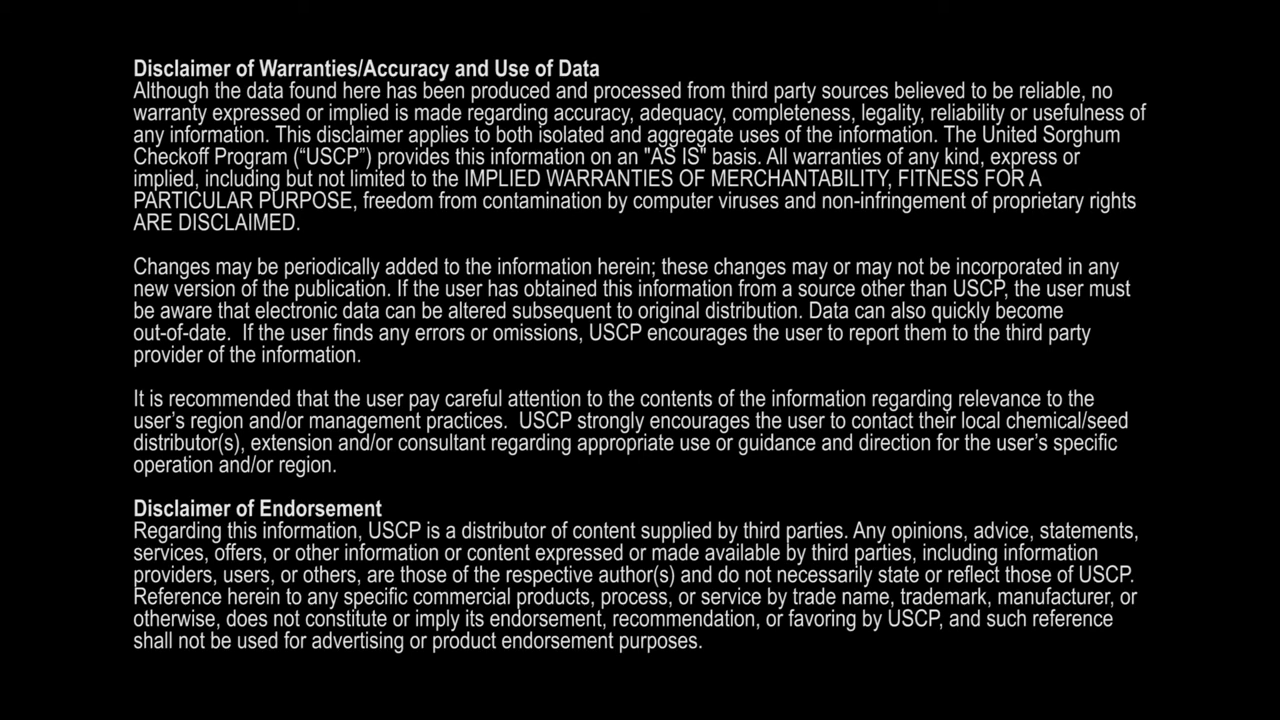 Disclaimer of Warranties/Accuracy and Use of Data
Although the data found here has been produced and processed from third party sources believed to be reliable, no
warranty expressed or implied is made regarding accuracy, adequacy, completeness, legality, reliability or usefulness of
any information. This disclaimer applies to both isolated and aggregate uses of the information. The United Sorghum
Checkoff Program (“USCP”) provides this information on an "AS IS" basis. All warranties of any kind, express or
implied, including but not limited to the IMPLIED WARRANTIES OF MERCHANTABILITY, FITNESS FOR A
PARTICULAR PURPOSE, freedom from contamination by computer viruses and non-infringement of proprietary rights
ARE DISCLAIMED.
Changes may be periodically added to the information herein; these changes may or may not be incorporated in any
new version of the publication. If the user has obtained this information from a source other than USCP, the user must
be aware that electronic data can be altered subsequent to original distribution. Data can also quickly become
out-of-date.  If the user finds any errors or omissions, USCP encourages the user to report them to the third party
provider of the information.
It is recommended that the user pay careful attention to the contents of the information regarding relevance to the
user’s region and/or management practices.  USCP strongly encourages the user to contact their local chemical/seed
distributor(s), extension and/or consultant regarding appropriate use or guidance and direction for the user’s specific
operation and/or region.
Disclaimer of Endorsement
Regarding this information, USCP is a distributor of content supplied by third parties. Any opinions, advice, statements,
services, offers, or other information or content expressed or made available by third parties, including information
providers, users, or others, are those of the respective author(s) and do not necessarily state or reflect those of USCP.
Reference herein to any specific commercial products, process, or service by trade name, trademark, manufacturer, or
otherwise, does not constitute or imply its endorsement, recommendation, or favoring by USCP, and such reference
shall not be used for advertising or product endorsement purposes.